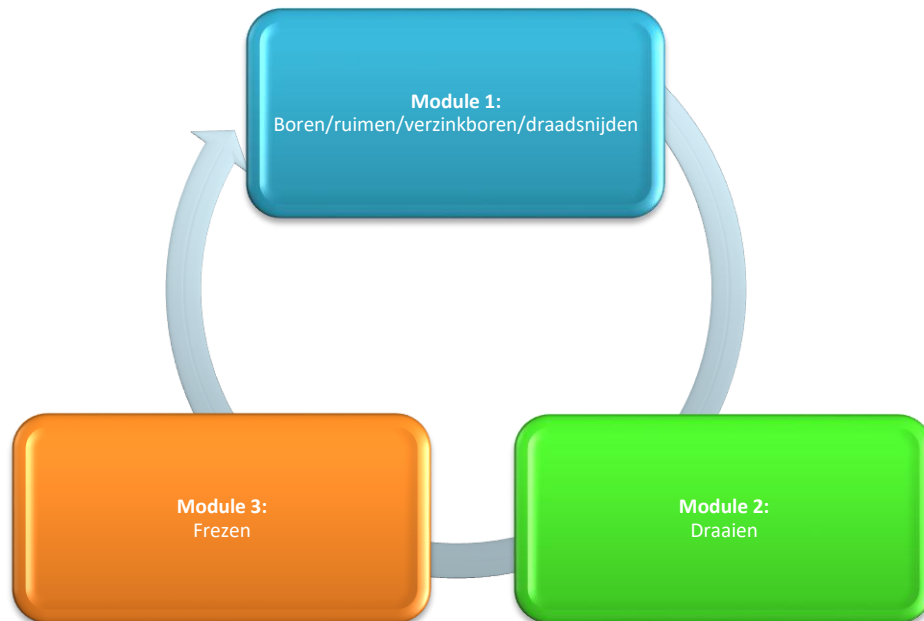 Module 1:
Boren/ruimen/verzinkboren/draadsnijden
Module 3:
Frezen
Module 2:
Draaien